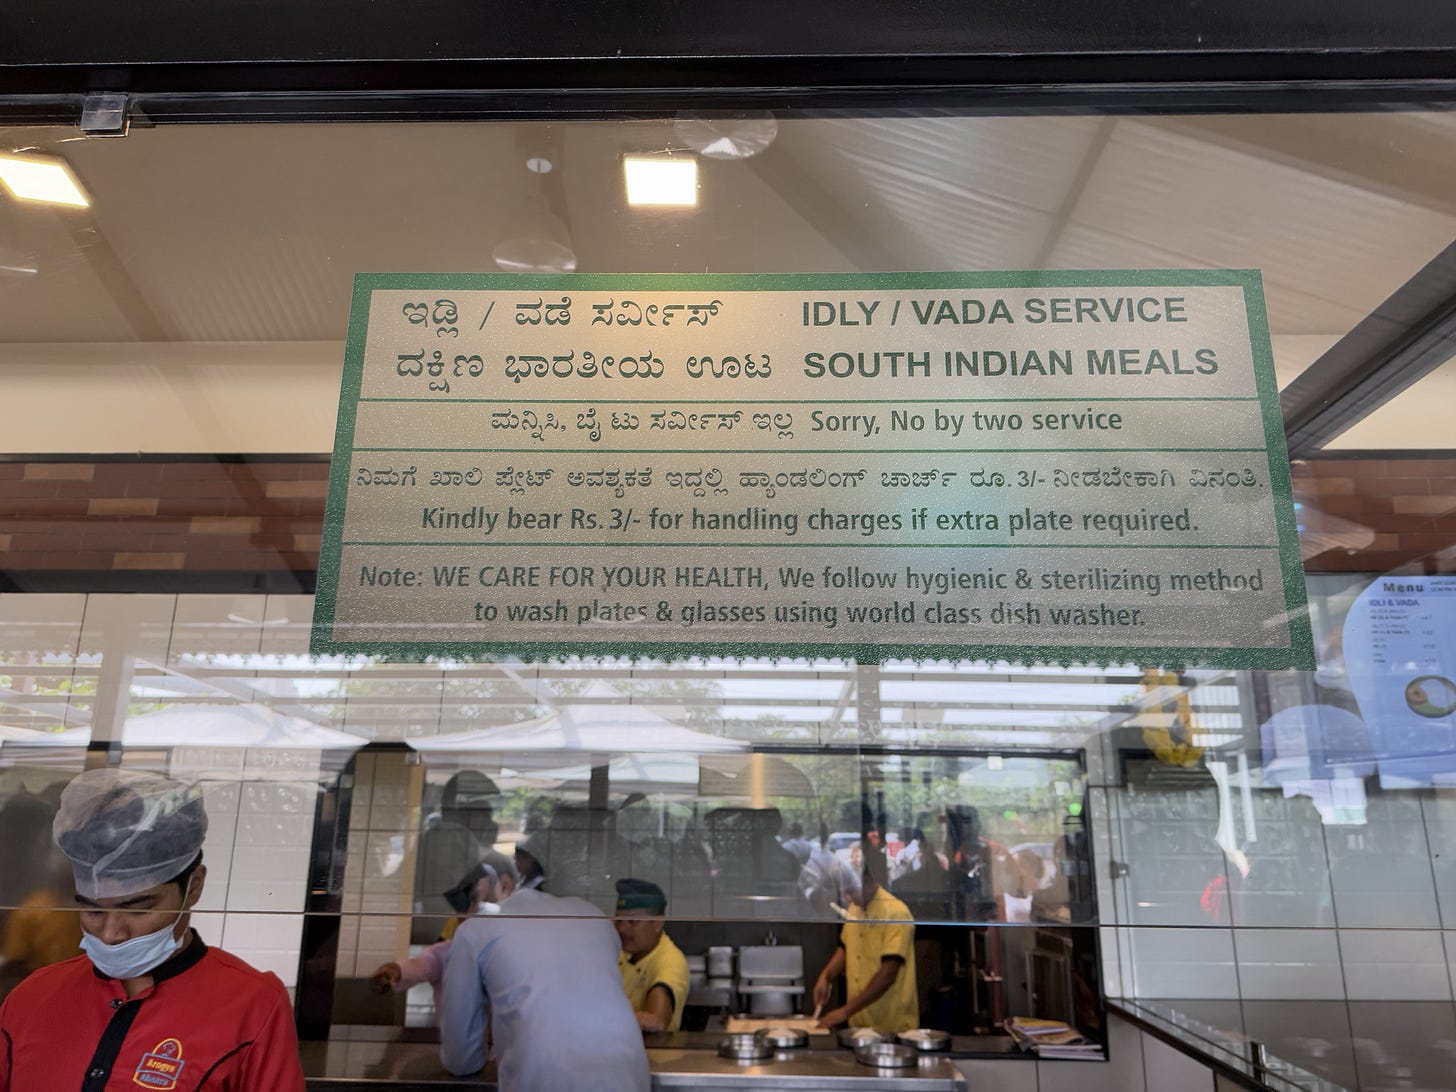 ಇಡ್ಲಿ / ವಡೆ ಸರ್ವೀಸ್ IDLY / VADA SERVICE
ದಕ್ಷಿಣ ಭಾರತೀಯ ಊಟ SOUTH INDIAN MEALS
ಮನ್ನಿಸಿ, ಬೈ ಟು ಸರ್ವೀಸ್ ಇಲ್ಲ Sorry, No by two service
ನಿಮಗೆ ಖಾಲಿ ಪ್ಲೇಟ್ ಅವಶ್ಯಕತೆ ಇದ್ದಲ್ಲಿ ಹ್ಯಾಂಡಲಿಂಗ್ ಚಾರ್ಜ್ ರೂ. 3/- ನೀಡಬೇಕಾಗಿ ವಿನಂತಿ.
Kindly bear Rs. 3/- for handling charges if extra plate required.
Note: WE CARE FOR YOUR HEALTH, We follow hygienic & sterilizing method
to wash plates & glasses using world class dish washer.
Menu
IDLI & VADA
Arogya
Ahaara